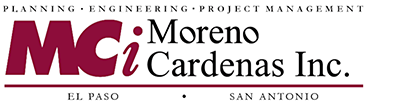 PLANNING · ENGINEERING · PROJECT MANAGEMENT
MCi Moreno
Cardenas Inc.
EL PASO · SAN ANTONIO